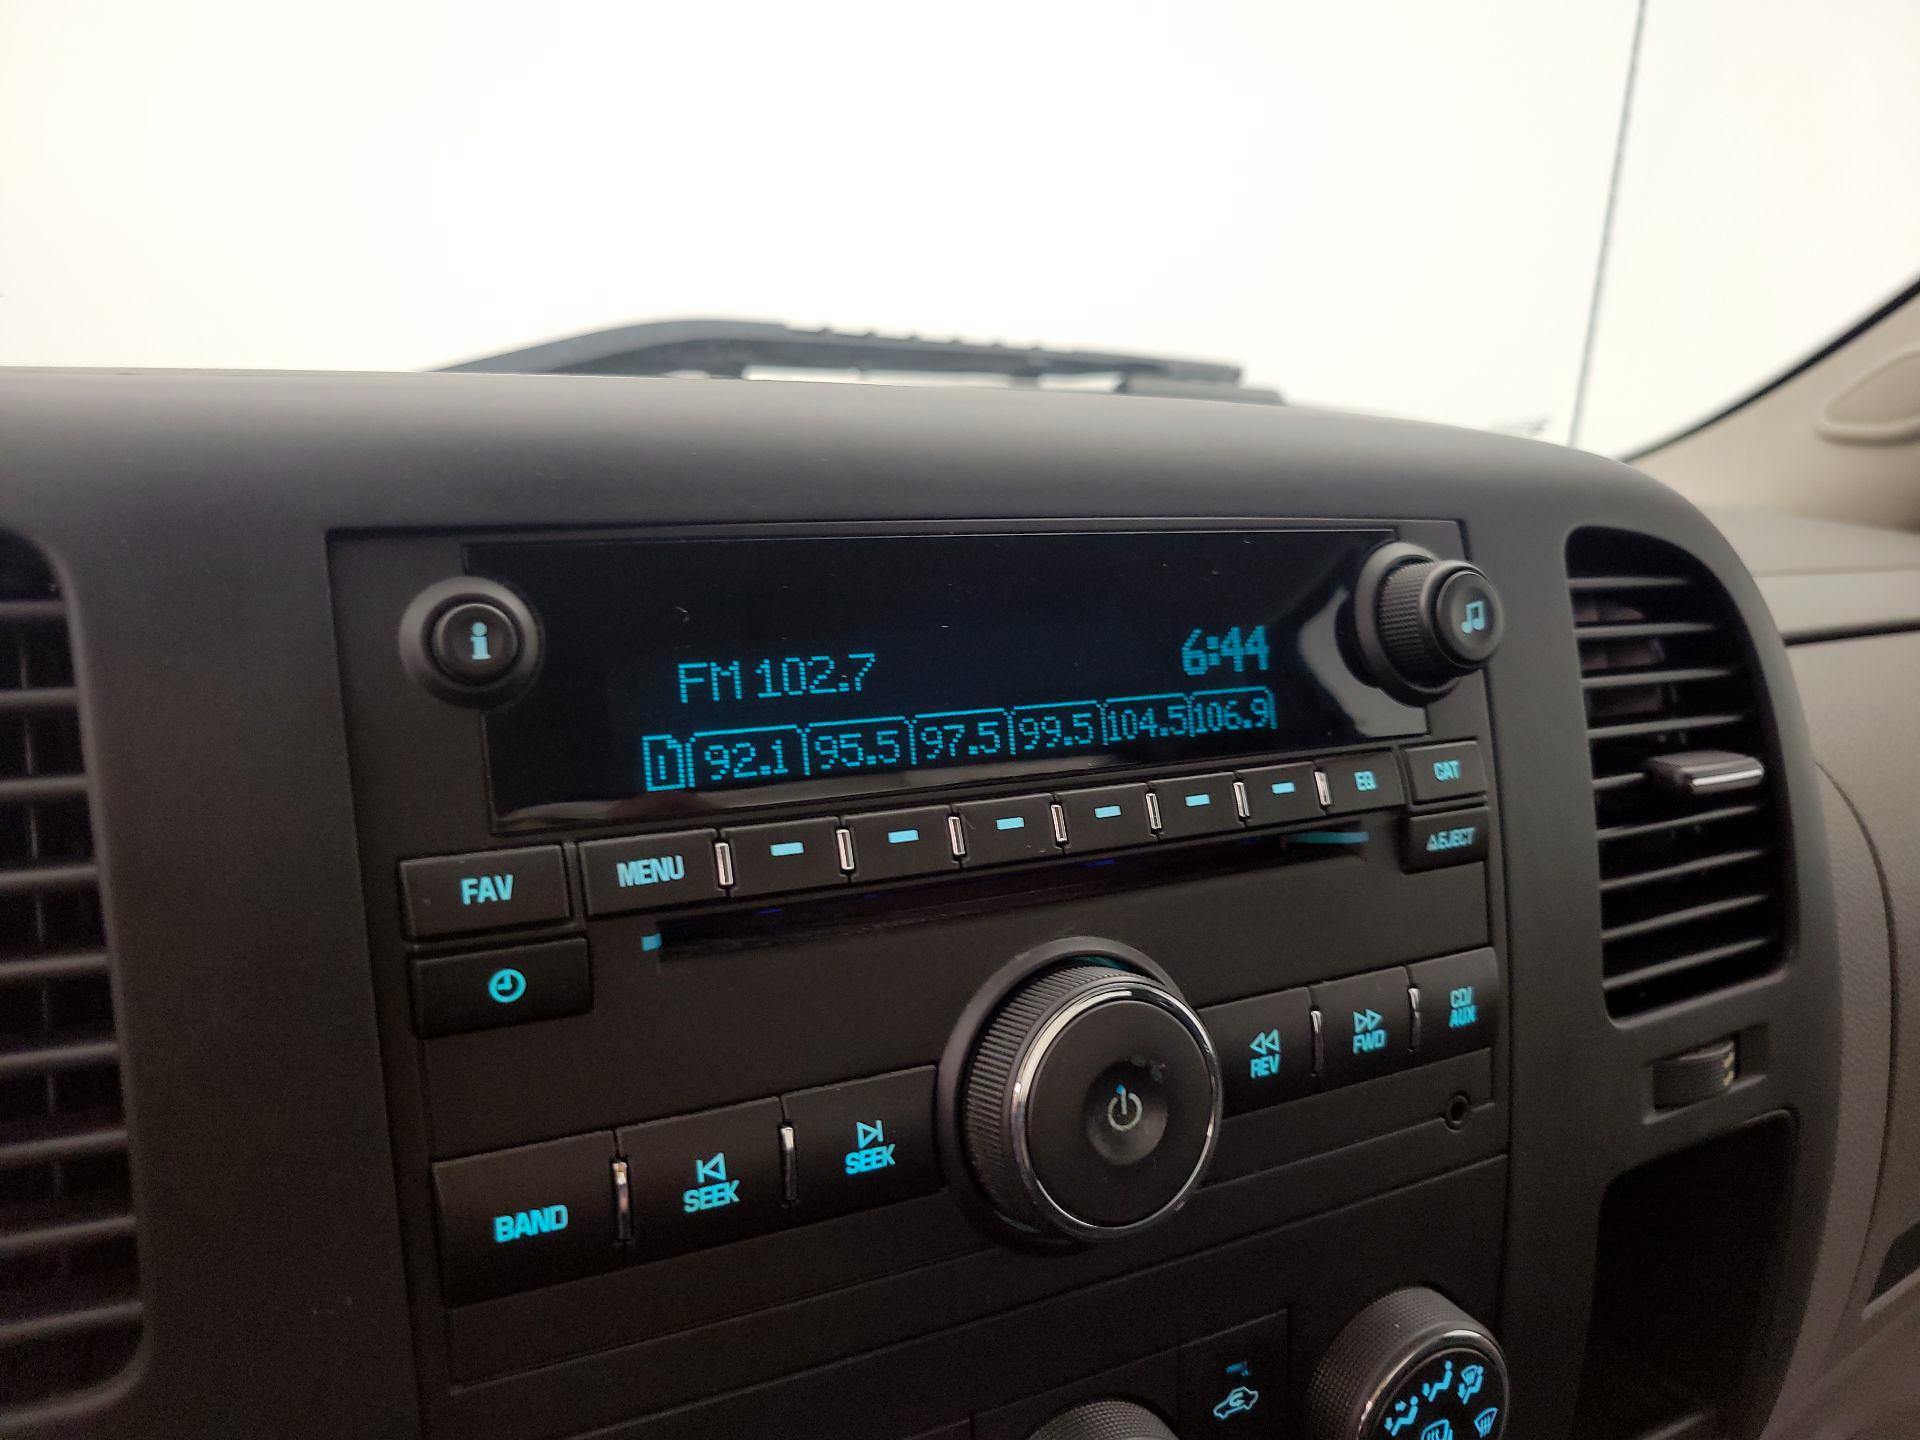 i
FM 102.7 6:44
1 92.1 95.5 97.5 99.5 104.5 106.9
FAV MENU EQ CAT
EJECT
REV FWD CD/
AUX
BAND SEEK SEEK